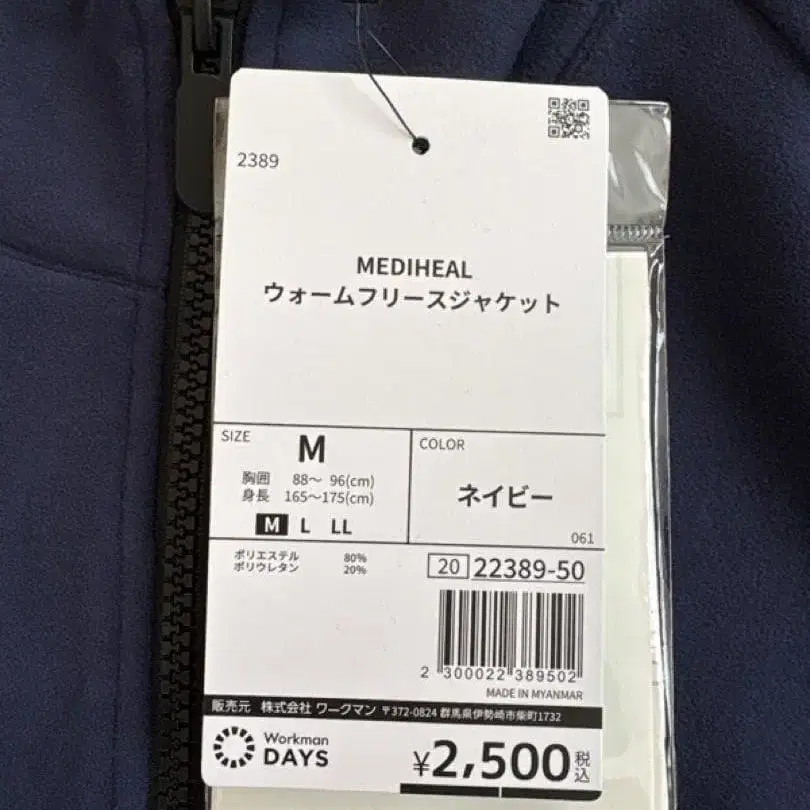 2389
MEDIHEAL
ウォームフリースジャケット
SIZE
M
胸囲 88〜 96(cm)
身長 165〜175(cm)
M L LL
COLOR
ネイビー
061
ポリエステル 80%
ポリウレタン 20%
20 22389-50
2 300022 389502
MADE IN MYANMAR
販売元 株式会社 ワークマン 〒372-0824 群馬県伊勢崎市柴町1732
Workman
DAYS
¥2,500税込